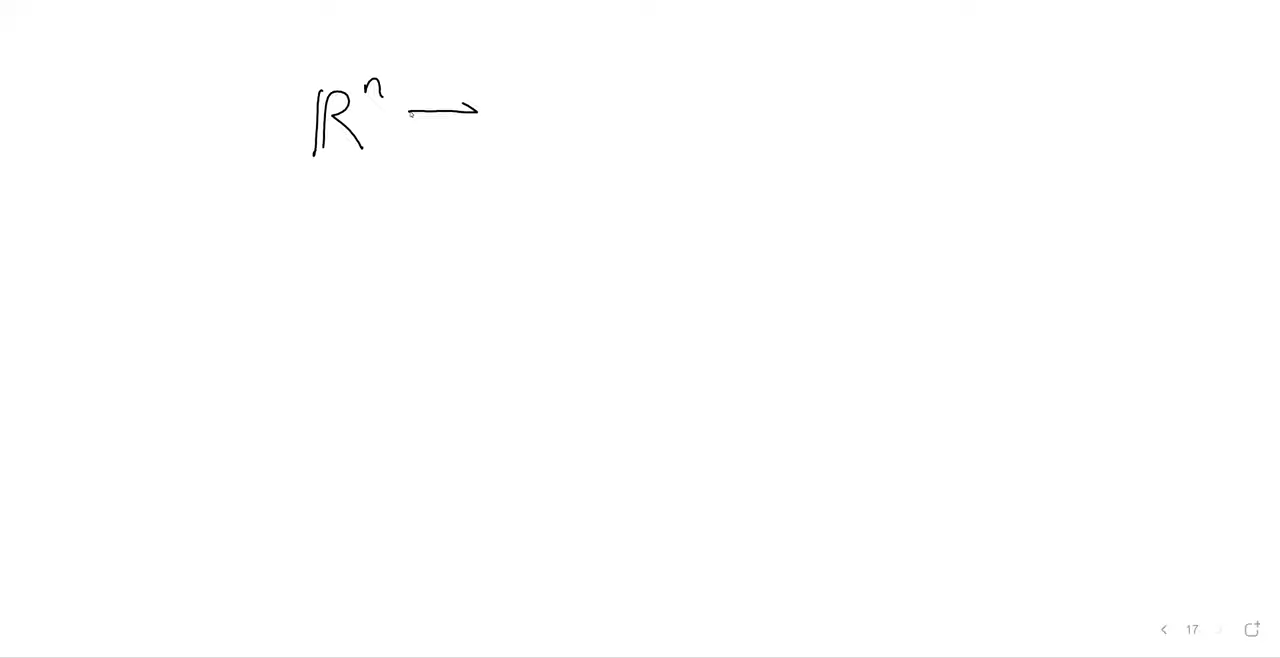 ℝⁿ →
< 17